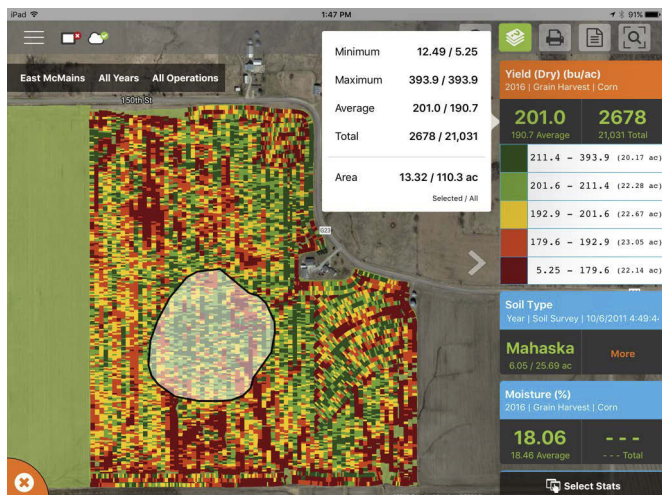 iPad 1:47 PM 91%
East McMains All Years All Operations
150th St
Minimum 12.49 / 5.25
Maximum 393.9 / 393.9
Average 201.0 / 190.7
Total 2678 / 21,031
Area 13.32 / 110.3 ac
Selected / All
G23
Yield (Dry) (bu/ac)
2016 | Grain Harvest | Corn
201.0 2678
190.7 Average 21,031 Total
211.4 - 393.9 (20.17 ac)
201.6 - 211.4 (22.28 ac)
192.9 - 201.6 (22.67 ac)
179.6 - 192.9 (23.05 ac)
5.25 - 179.6 (22.14 ac)
Soil Type
Year | Soil Survey | 10/6/2011 4:49:4
Mahaska More
6.05 / 25.69 ac
Moisture (%)
2016 | Grain Harvest | Corn
18.06 - - -
18.46 Average - - - Total
Select Stats